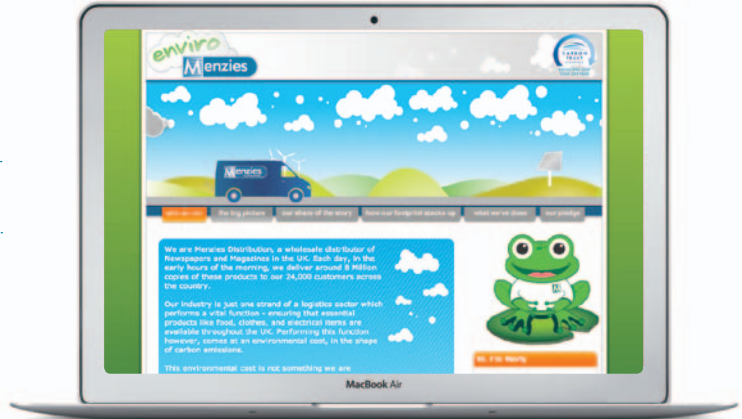 enviro
Menzies
CARBON
TRUST
Menzies
who we are
the big picture
our share of the story
how our footprint stacks up
what we've done
our pledge
We are Menzies Distribution, a wholesale distributor of
Newspapers and Magazines in the UK. Each day, in the
early hours of the morning, we deliver around 8 Million
copies of these products to our 24,000 customers across
the country.
Our industry is just one strand of a logistics sector which
performs a vital function - ensuring that essential
products like food, clothes, and electrical items are
available throughout the UK. Performing this function
however, comes at an environmental cost, in the shape
of carbon emissions.
This environmental cost is not something we are
M
MacBook Air